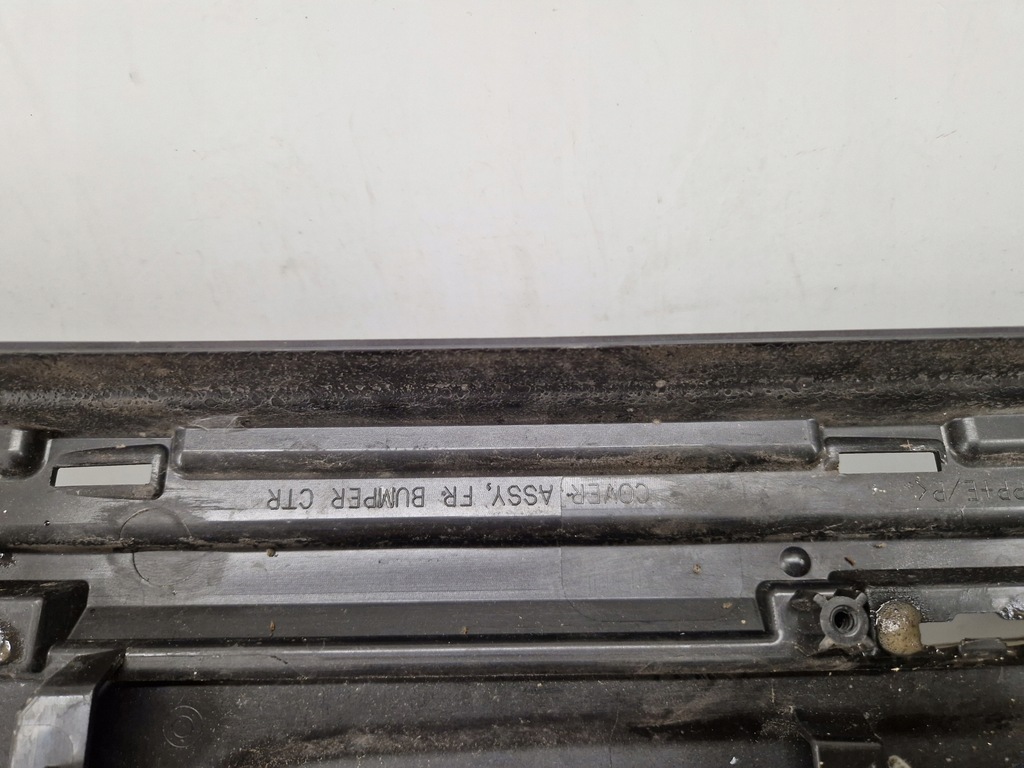 COVER ASSY, FR BUMPER CTR